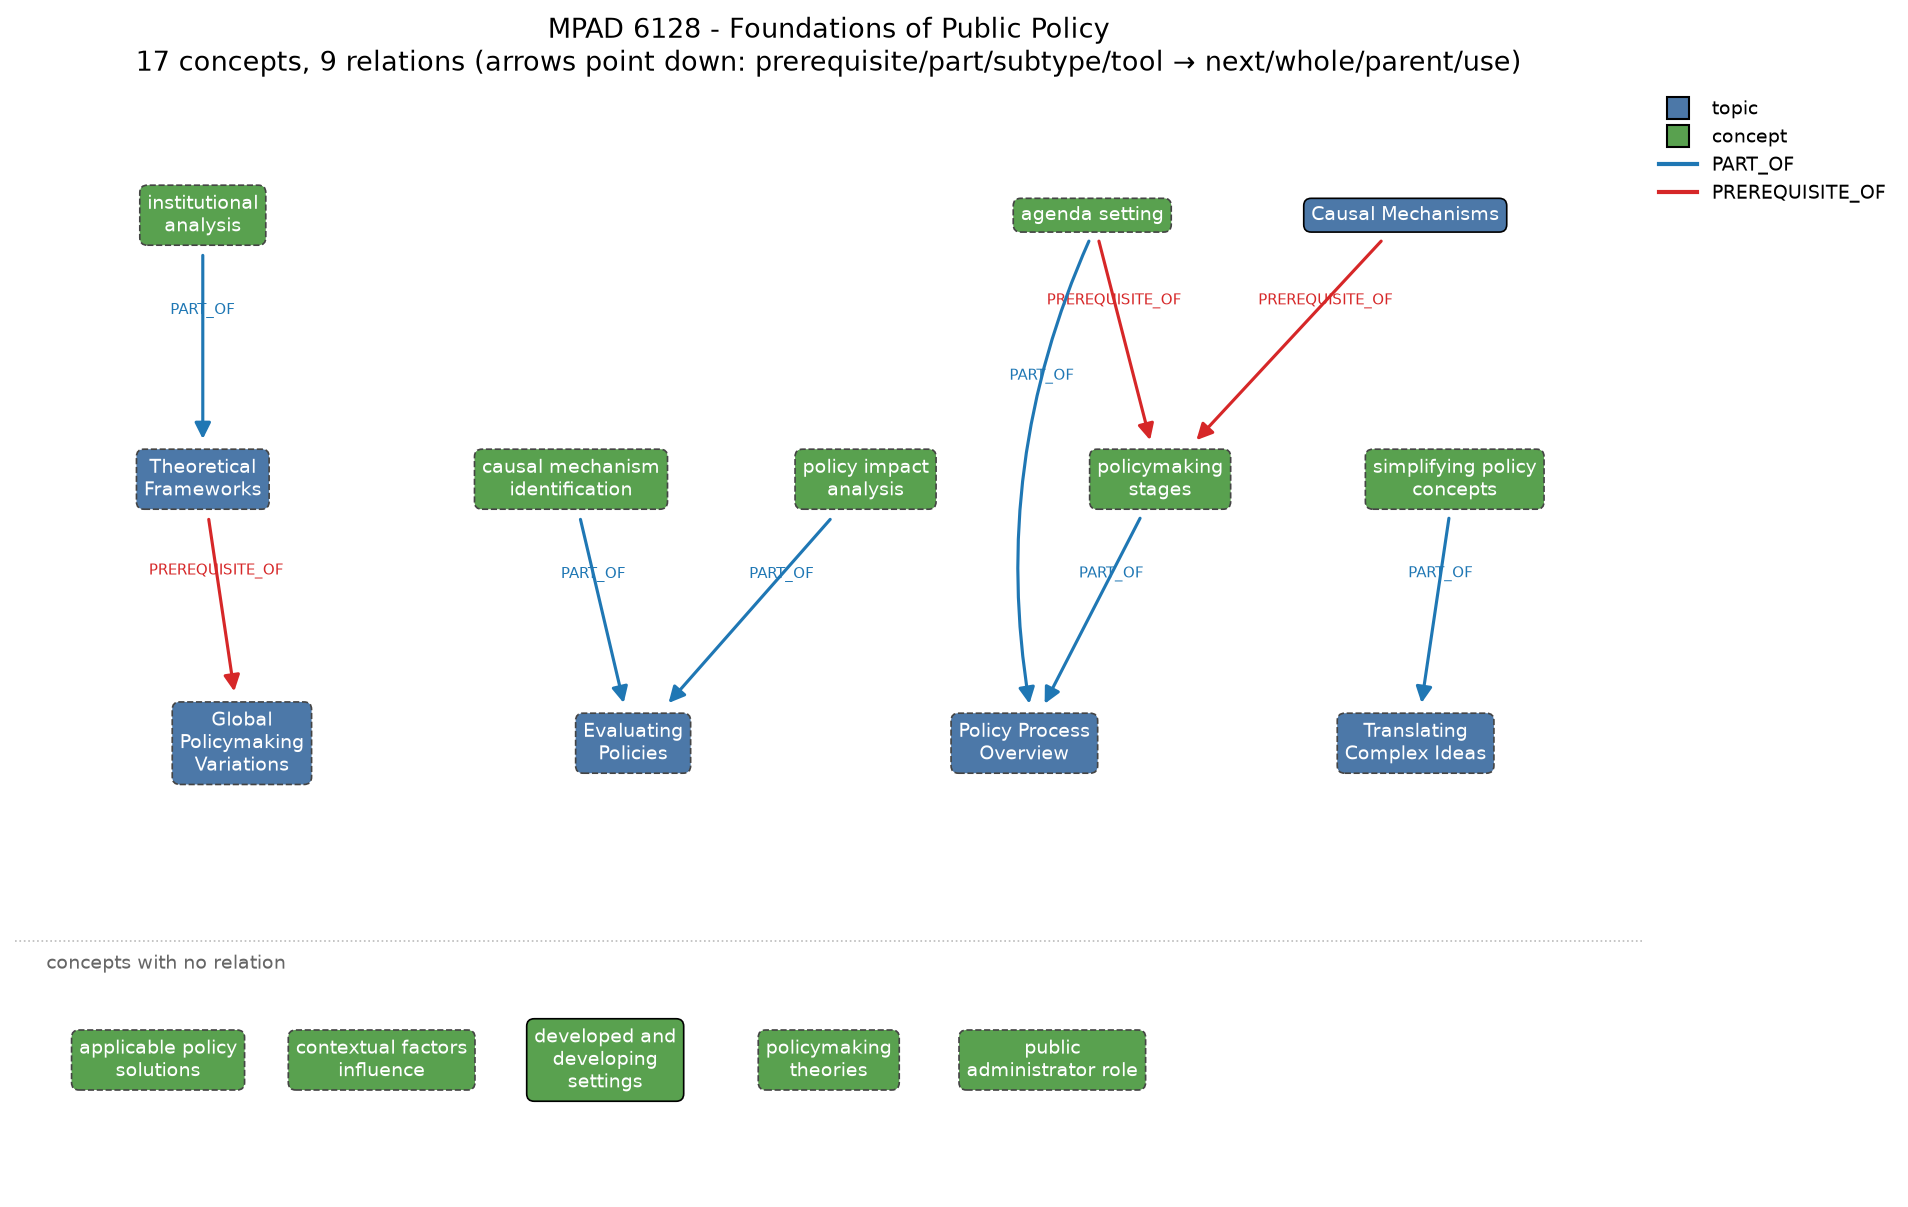 MPAD 6128 - Foundations of Public Policy
17 concepts, 9 relations (arrows point down: prerequisite/part/subtype/tool → next/whole/parent/use)
topic
concept
PART_OF
PREREQUISITE_OF
institutional
analysis
agenda setting
Causal Mechanisms
PART_OF
PREREQUISITE_OF
PREREQUISITE_OF
PART_OF
Theoretical
Frameworks
causal mechanism
identification
policy impact
analysis
policymaking
stages
simplifying policy
concepts
PREREQUISITE_OF
PART_OF
PART_OF
PART_OF
PART_OF
Global
Policymaking
Variations
Evaluating
Policies
Policy Process
Overview
Translating
Complex Ideas
concepts with no relation
applicable policy
solutions
contextual factors
influence
developed and
developing
settings
policymaking
theories
public
administrator role